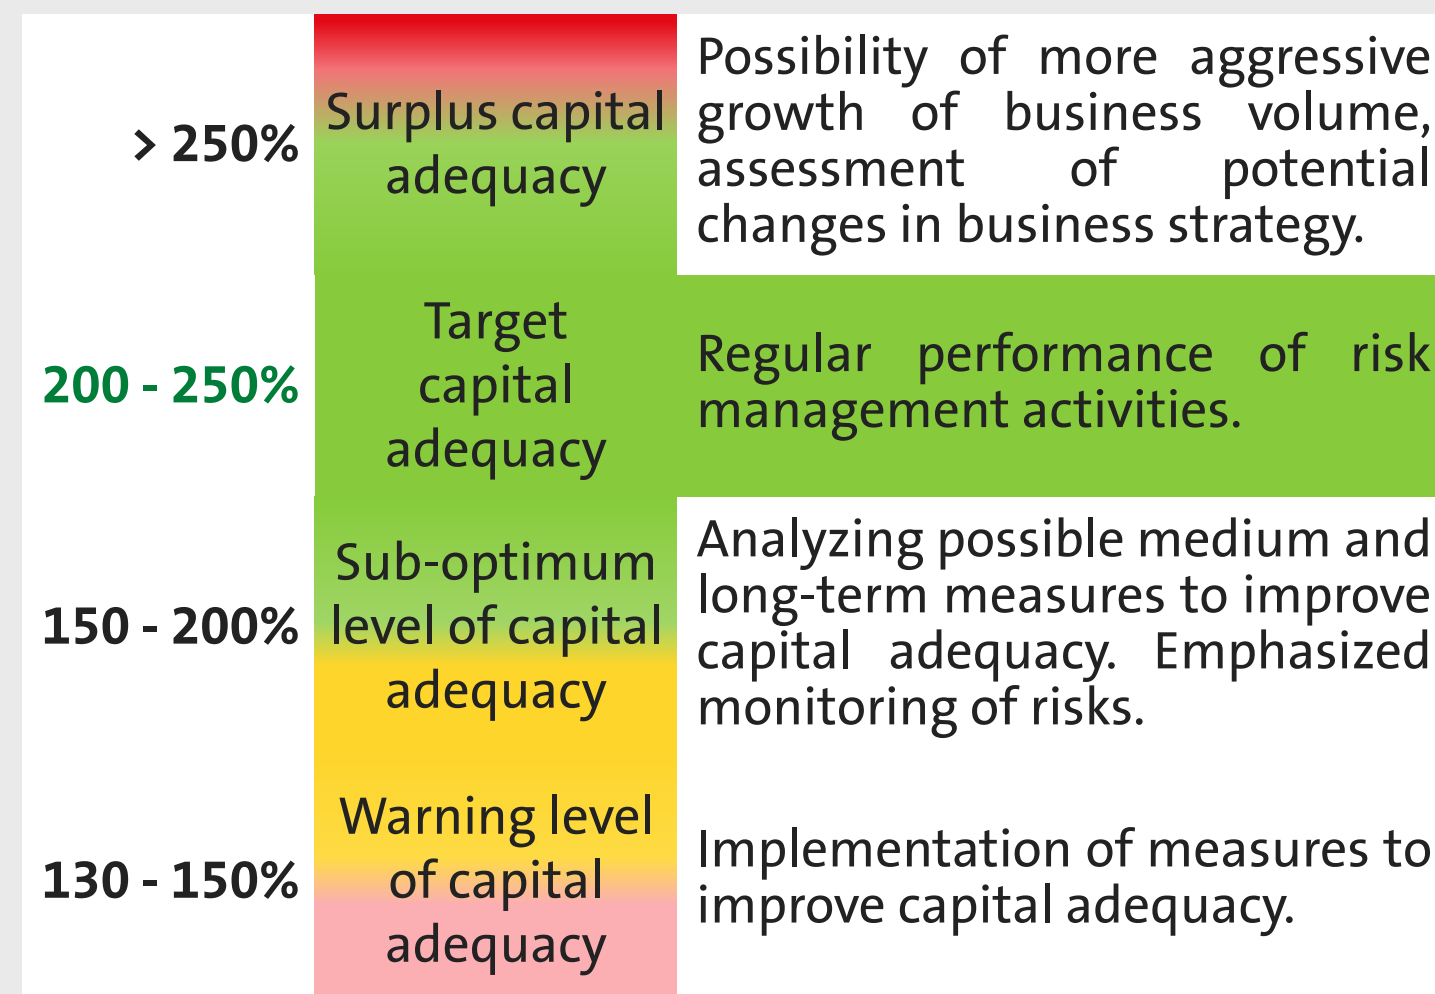 > 250%
Surplus capital
adequacy
Possibility of more aggressive
growth of business volume,
assessment of potential
changes in business strategy.
200 - 250%
Target
capital
adequacy
Regular performance of risk
management activities.
150 - 200%
Sub-optimum
level of capital
adequacy
Analyzing possible medium and
long-term measures to improve
capital adequacy. Emphasized
monitoring of risks.
130 - 150%
Warning level
of capital
adequacy
Implementation of measures to
improve capital adequacy.